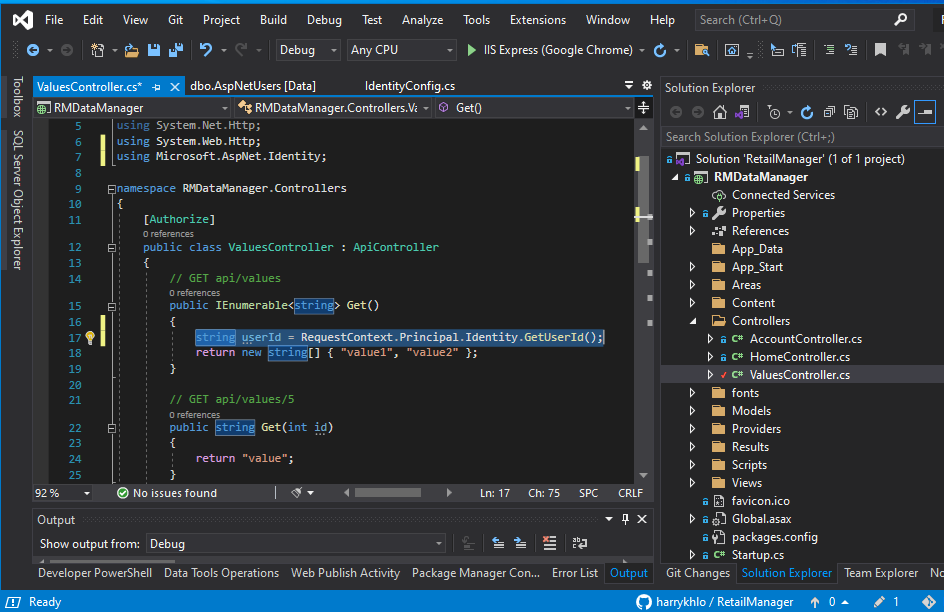 File Edit View Git Project Build Debug Test Analyze Tools Extensions Window Help Search (Ctrl+Q)
Debug Any CPU IIS Express (Google Chrome)
Toolbox
SQL Server Object Explorer
ValuesController.cs* dbo.AspNetUsers [Data] IdentityConfig.cs
RMDataManager RMDataManager.Controllers.Va Get()
5 using System.Net.Http;
6 using System.Web.Http;
7 using Microsoft.AspNet.Identity;
8
9 namespace RMDataManager.Controllers
10 {
11 [Authorize]
0 references
12 public class ValuesController : ApiController
13 {
14 // GET api/values
0 references
15 public IEnumerable<string> Get()
16 {
17 string userId = RequestContext.Principal.Identity.GetUserId();
18 return new string[] { "value1", "value2" };
19 }
20
21 // GET api/values/5
0 references
22 public string Get(int id)
23 {
24 return "value";
25 }
92 % No issues found Ln: 17 Ch: 75 SPC CRLF
Output
Show output from: Debug
Developer PowerShell Data Tools Operations Web Publish Activity Package Manager Con... Error List Output
Solution Explorer
Search Solution Explorer (Ctrl+;)
Solution 'RetailManager' (1 of 1 project)
RMDataManager
Connected Services
Properties
References
App_Data
App_Start
Areas
Content
Controllers
C# AccountController.cs
C# HomeController.cs
C# ValuesController.cs
fonts
Models
Providers
Results
Scripts
Views
favicon.ico
Global.asax
packages.config
C# Startup.cs
Git Changes Solution Explorer Team Explorer No
Ready harrykhlo / RetailManager 0 1